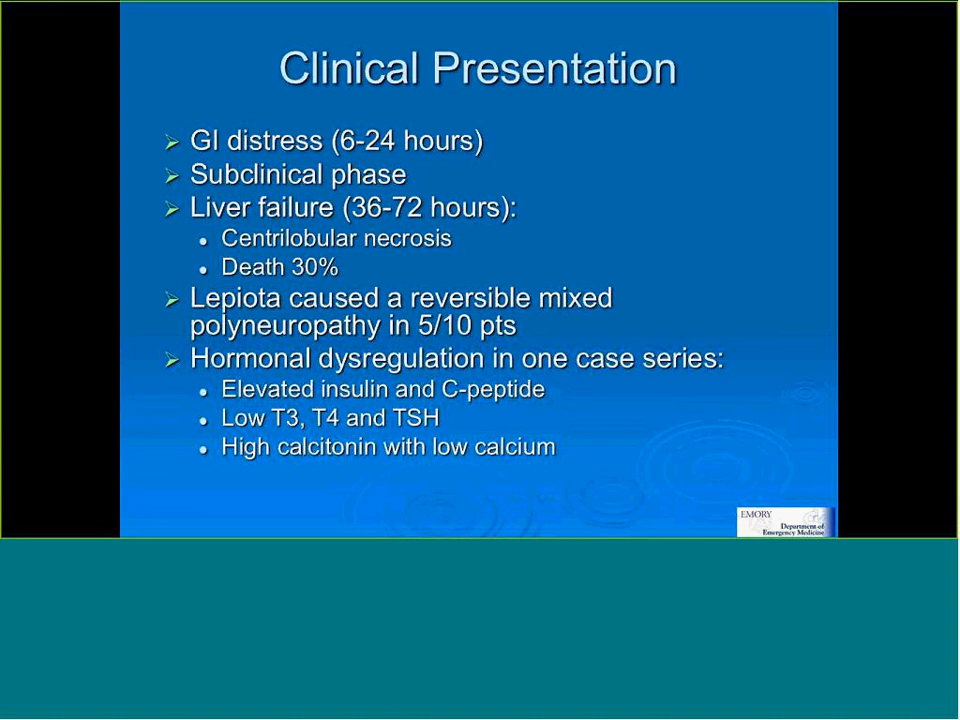 Clinical Presentation
GI distress (6-24 hours)
Subclinical phase
Liver failure (36-72 hours):
Centrilobular necrosis
Death 30%
Lepiota caused a reversible mixed
polyneuropathy in 5/10 pts
Hormonal dysregulation in one case series:
Elevated insulin and C-peptide
Low T3, T4 and TSH
High calcitonin with low calcium
EMORY
Department of
Emergency Medicine